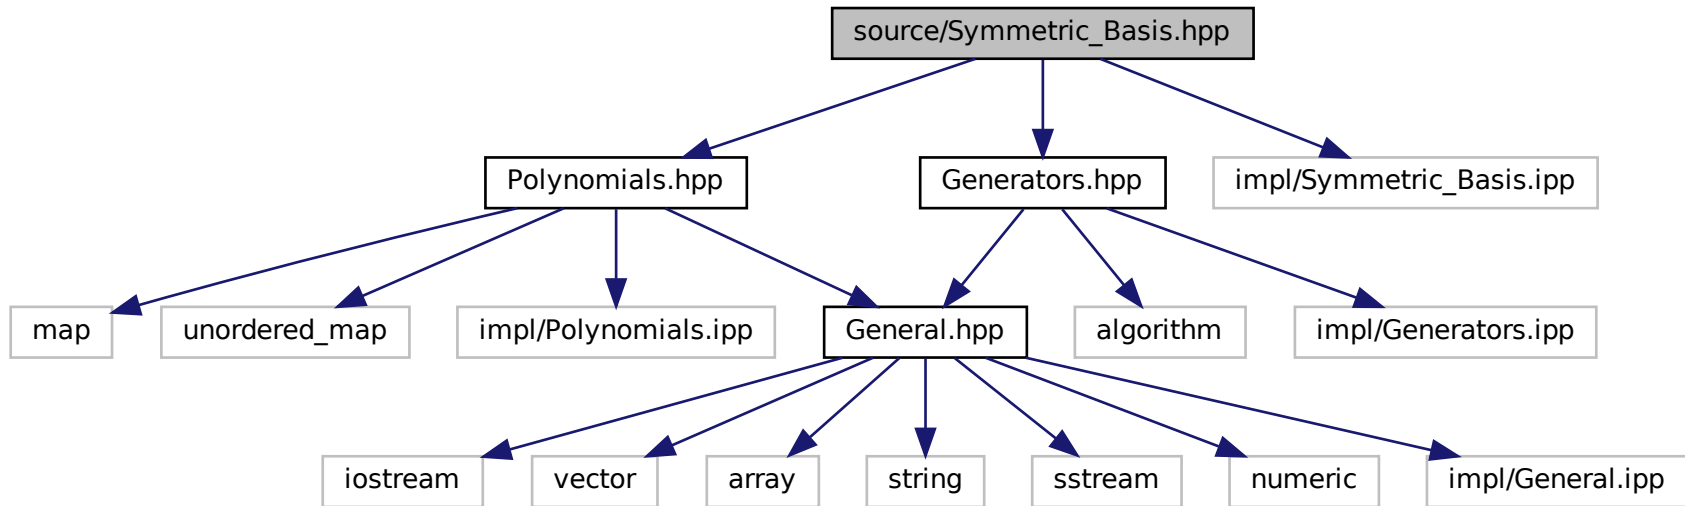 source/Symmetric_Basis.hpp
Polynomials.hpp
Generators.hpp
impl/Symmetric_Basis.ipp
map
unordered_map
impl/Polynomials.ipp
General.hpp
algorithm
impl/Generators.ipp
iostream
vector
array
string
sstream
numeric
impl/General.ipp